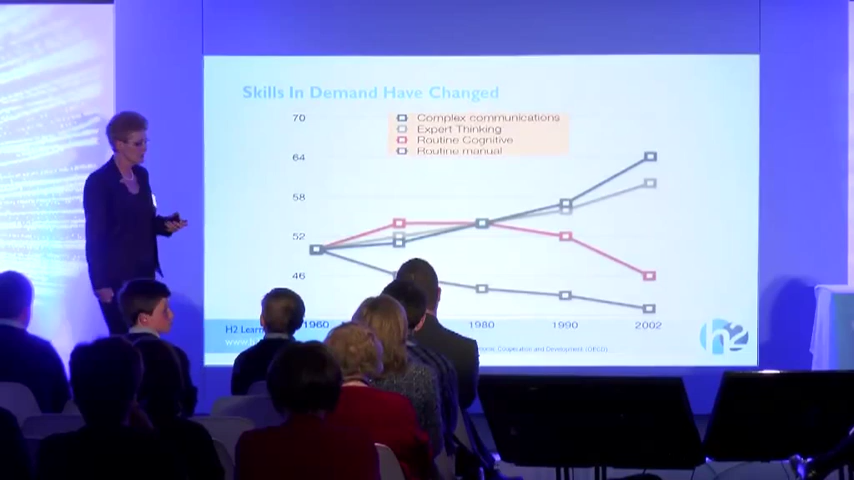 Skills In Demand Have Changed
70
Complex communications
Expert Thinking
Routine Cognitive
Routine manual
64
58
52
46
1960
1980
1990
2002
H2 Learn
Cooperation and Development (OECD)
h2